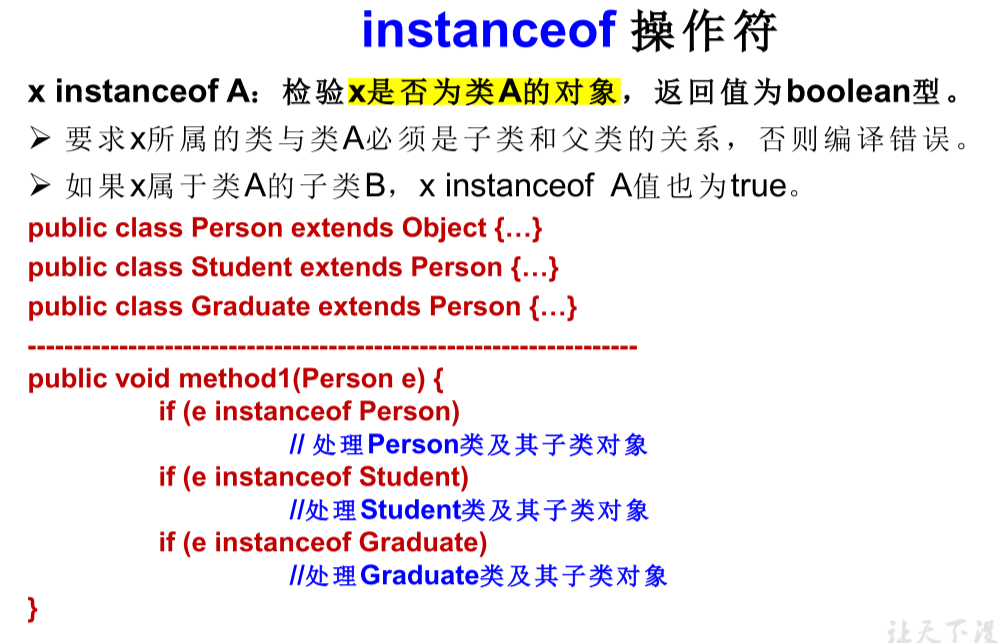 instanceof 操作符
x instanceof A：检验x是否为类A的对象，返回值为boolean型。
➢ 要求x所属的类与类A必须是子类和父类的关系，否则编译错误。
➢ 如果x属于类A的子类B，x instanceof A值也为true。
public class Person extends Object {…}
public class Student extends Person {…}
public class Graduate extends Person {…}
-------------------------------------------------------------------
public void method1(Person e) {
if (e instanceof Person)
// 处理Person类及其子类对象
if (e instanceof Student)
//处理Student类及其子类对象
if (e instanceof Graduate)
//处理Graduate类及其子类对象
}
让天下没